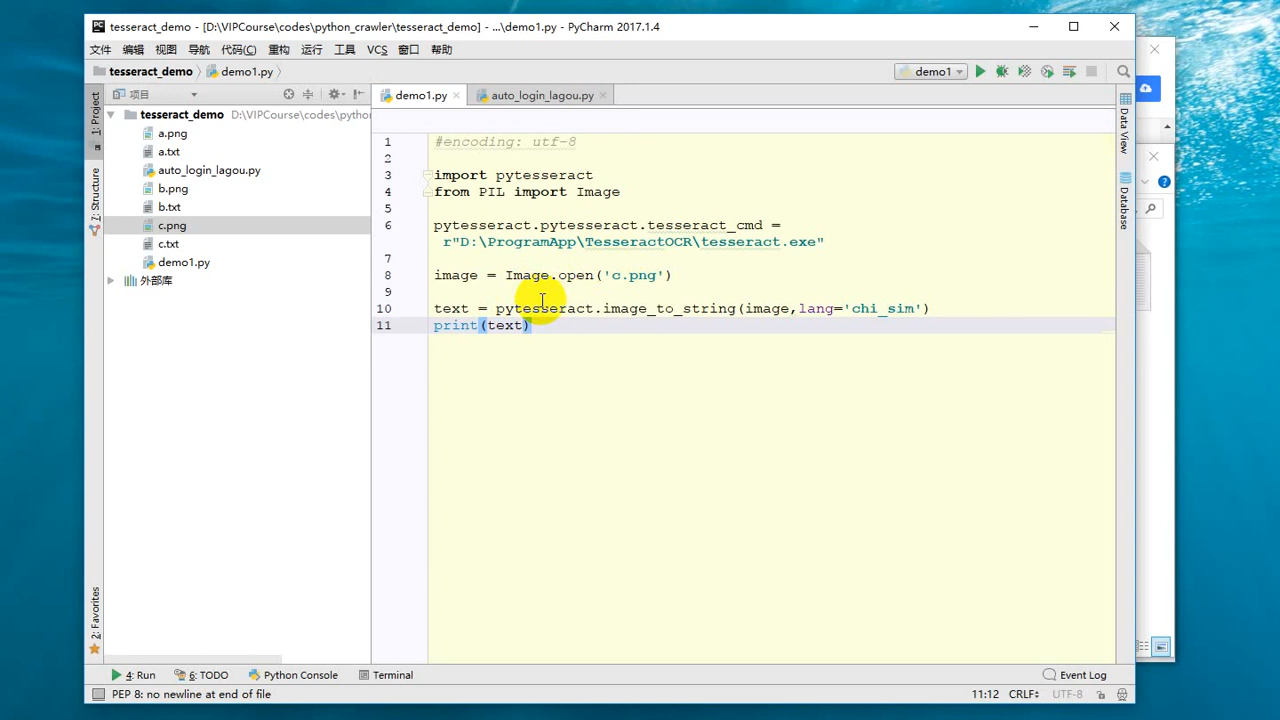 tesseract_demo - [D:\VIPCourse\codes\python_crawler\tesseract_demo] - ...\demo1.py - PyCharm 2017.1.4
文件 编辑 视图 导航 代码(C) 重构 运行 工具 VCS 窗口 帮助
tesseract_demo demo1.py demo1
项目 demo1.py auto_login_lagou.py
1: Project
7: Structure
2: Favorites
tesseract_demo D:\VIPCourse\codes\python
a.png
a.txt
auto_login_lagou.py
b.png
b.txt
c.png
c.txt
demo1.py
外部库
1 #encoding: utf-8
2
3 import pytesseract
4 from PIL import Image
5
6 pytesseract.pytesseract.tesseract_cmd =
r"D:\ProgramApp\TesseractOCR\tesseract.exe"
7
8 image = Image.open('c.png')
9
10 text = pytesseract.image_to_string(image,lang='chi_sim')
11 print(text)
Data View
Database
4: Run 6: TODO Python Console Terminal Event Log
PEP 8: no newline at end of file 11:12 CRLF UTF-8